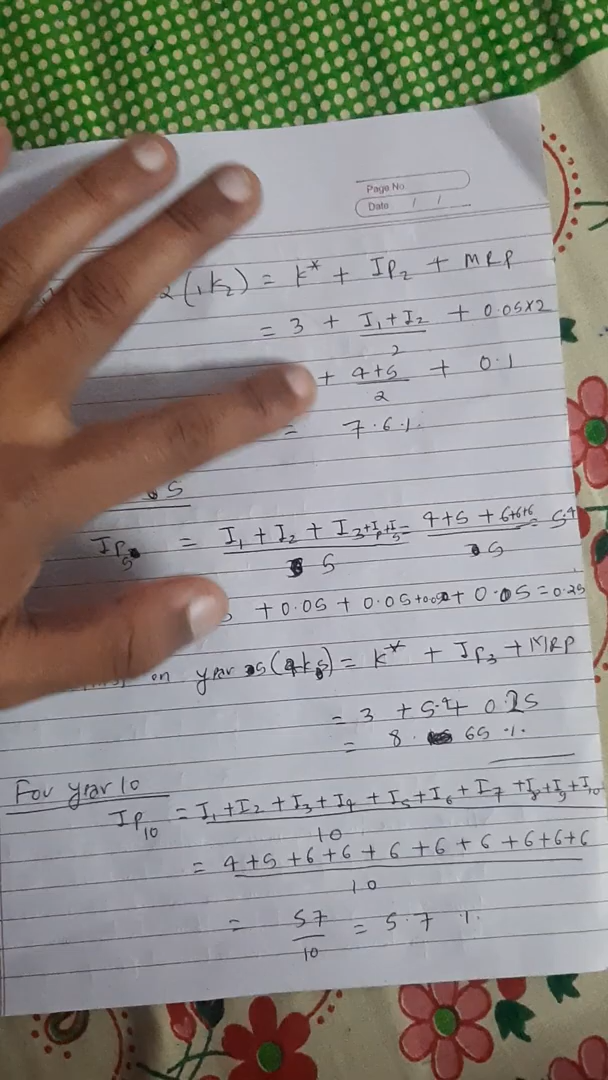 Page No.
Date / /
2(1k2) = k* + IP2 + MRP
= 3 + I1 + I2 / 2 + 0.05×2
+ 4+5 / 2 + 0.1
= 7.6 %.
5
IP5 = I1 + I2 + I3 + I4 + I5 / 5 = 4+5+6+6+6 / 5 = 5.4
+ 0.05 + 0.05 + 0.05 + 0.05 = 0.25
on year 5 (4k5) = k* + IP3 + MRP
= 3 + 5.4 + 0.25
= 8. 65 %.
For year 10
IP10 = I1 + I2 + I3 + I4 + I5 + I6 + I7 + I8 + I9 + I10 / 10
= 4+5+6+6+6+6+6+6+6+6 / 10
= 57 / 10 = 5.7 %.